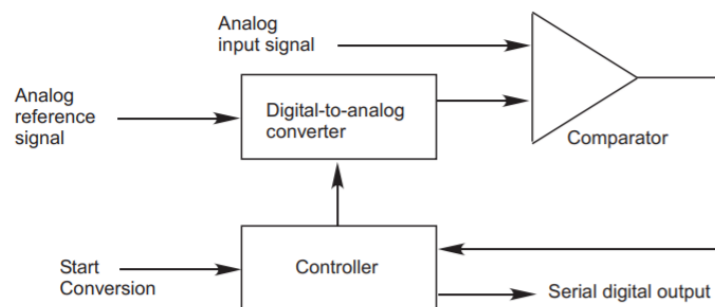 Analog
input signal
Analog
reference
signal
Digital-to-analog
converter
Comparator
Start
Conversion
Controller
Serial digital output